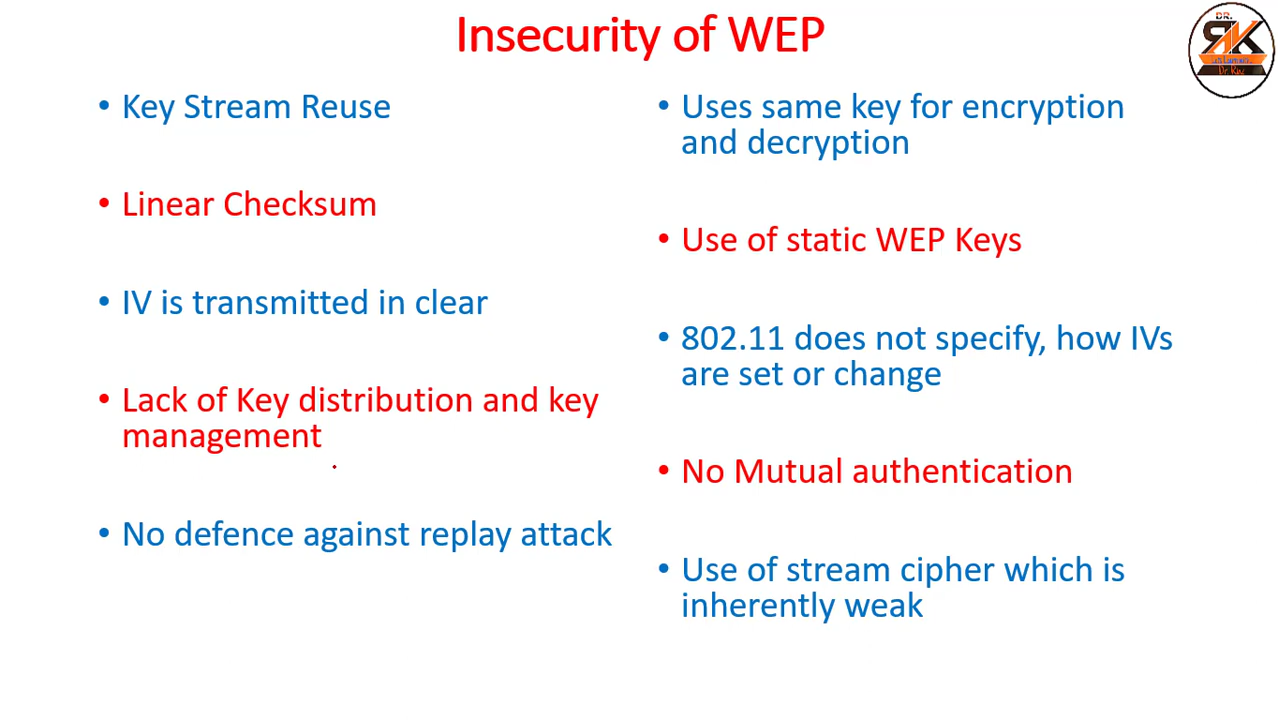 Insecurity of WEP
DR.
RK
• Key Stream Reuse
• Linear Checksum
• IV is transmitted in clear
• Lack of Key distribution and key
management
• No defence against replay attack
• Uses same key for encryption
and decryption
• Use of static WEP Keys
• 802.11 does not specify, how IVs
are set or change
• No Mutual authentication
• Use of stream cipher which is
inherently weak